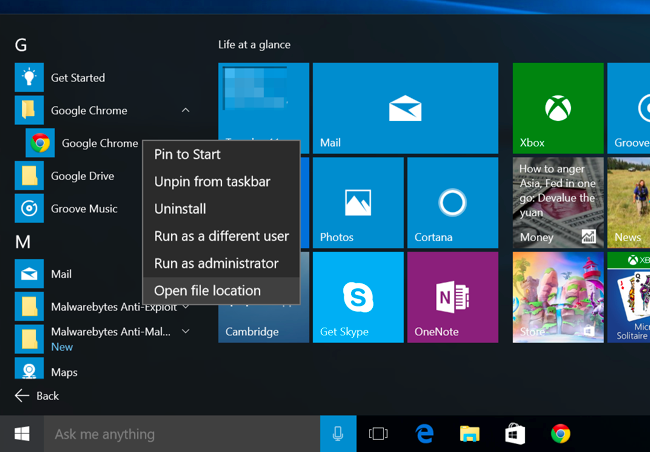 G
Life at a glance
Get Started
Google Chrome
Google Chrome
Google Drive
Groove Music
M
Mail
Malwarebytes Anti-Exploit
Malwarebytes Anti-Mal...
New
Maps
Back
Pin to Start
Unpin from taskbar
Uninstall
Run as a different user
Run as administrator
Open file location
Mail
Xbox
Groove
Photos
Cortana
How to anger
Asia, Fed in one
go: Devalue the
yuan
Money
News
Cambridge
Get Skype
OneNote
Store
XB
Mic
Solitaire
Ask me anything